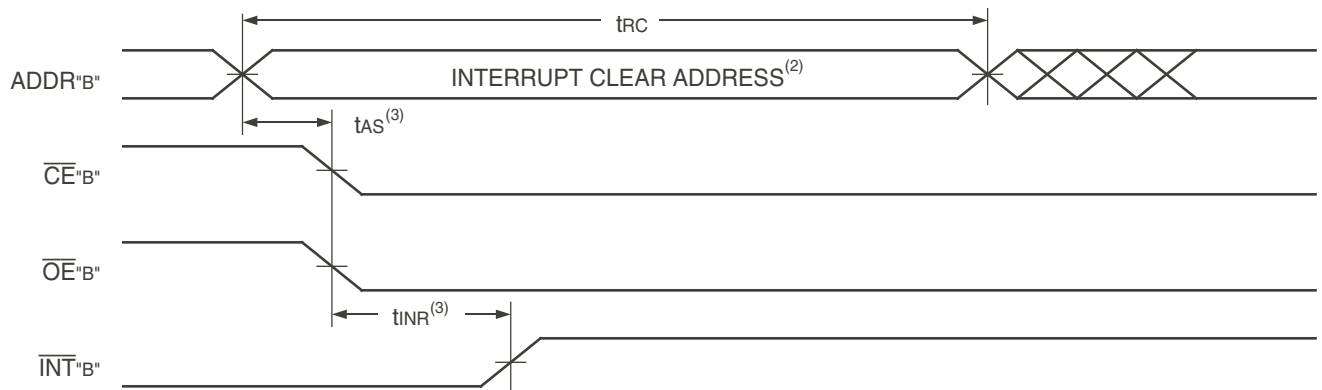 tRC
ADDR"B"
INTERRUPT CLEAR ADDRESS(2)
tAS(3)
CE"B"
OE"B"
tINR(3)
INT"B"